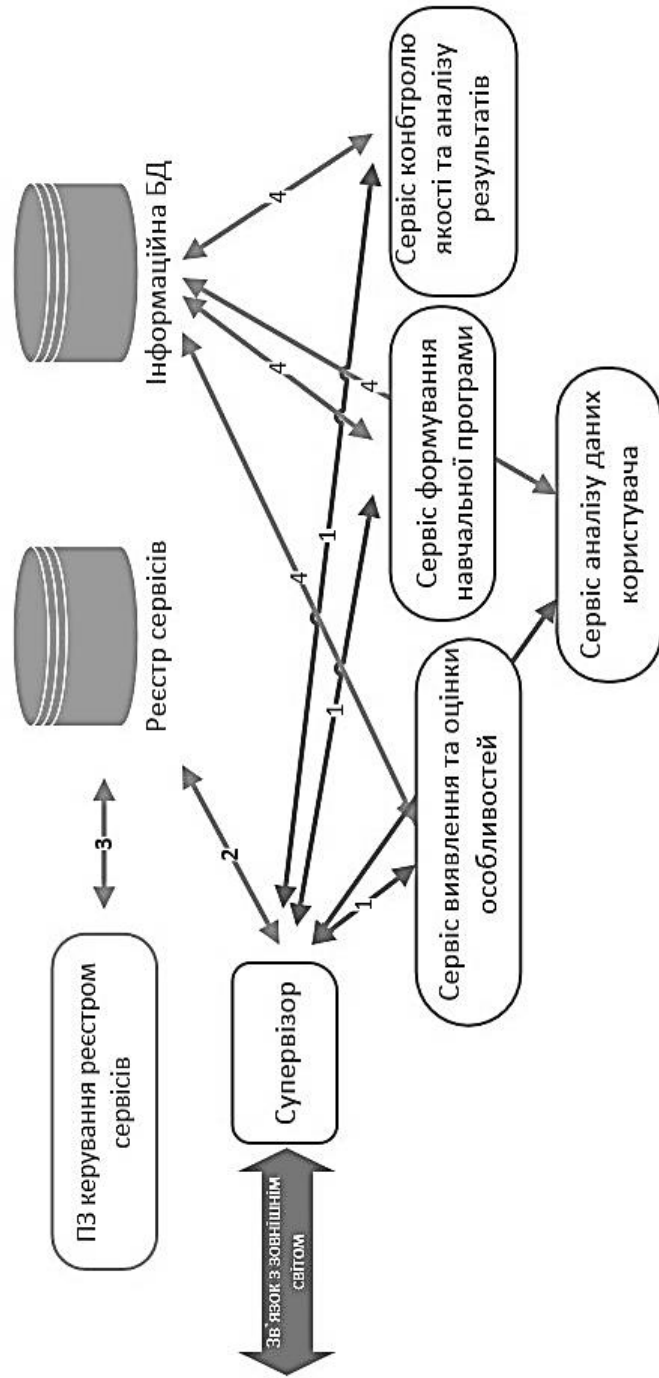 ПЗ керування реєстром
сервісів
3
Реєстр сервісів
Інформаційна БД
Зв`язок з зовнішнім
світом
Супервізор
2
1
1
1
4
4
4
4
Сервіс виявлення та оцінки
особливостей
Сервіс формування
навчальної програми
Сервіс конбтролю
якості та аналізу
результатів
Сервіс аналізу даних
користувача